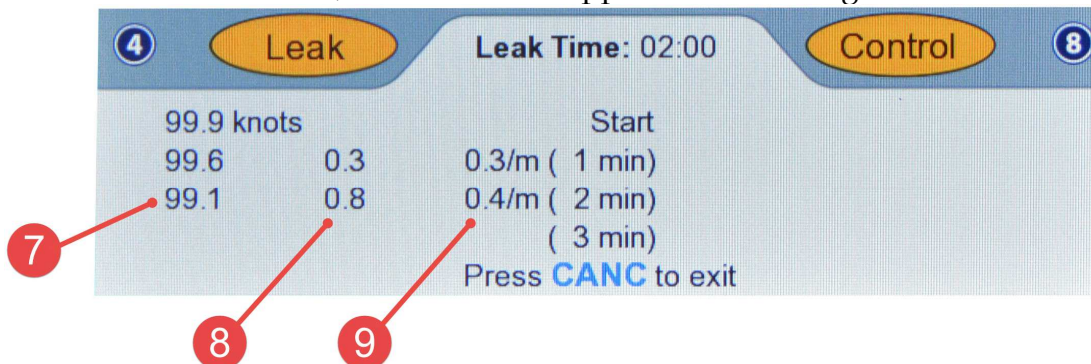 4 Leak Leak Time: 02:00 Control 8
99.9 knots Start
99.6 0.3 0.3/m ( 1 min)
99.1 0.8 0.4/m ( 2 min)
( 3 min)
Press CANC to exit
7
8 9